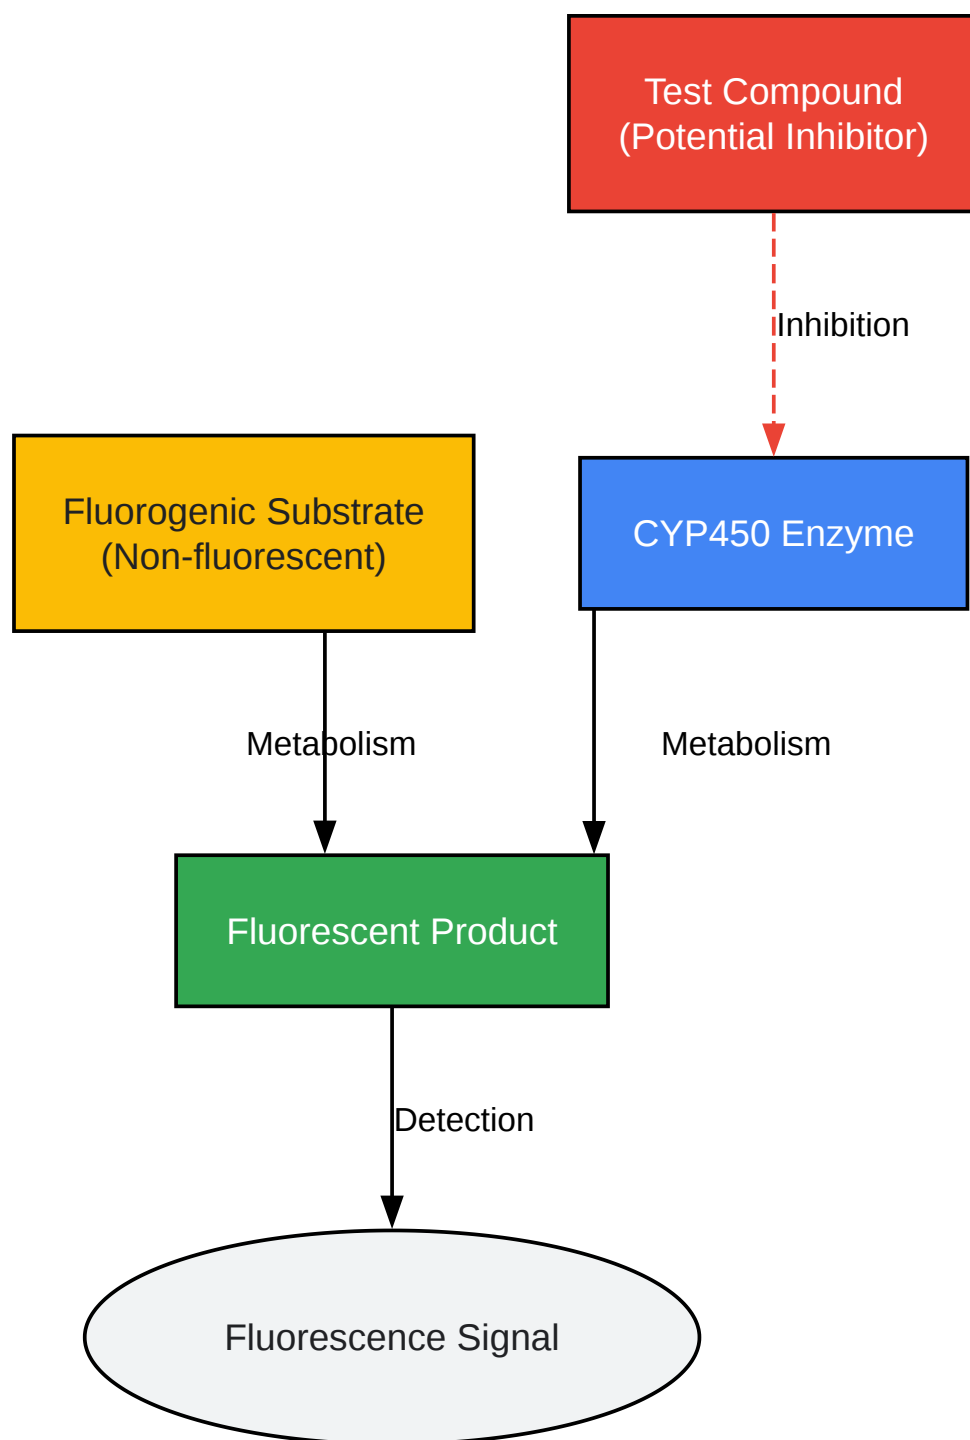 Test Compound
(Potential Inhibitor)
Inhibition
Fluorogenic Substrate
(Non-fluorescent)
CYP450 Enzyme
Metabolism
Metabolism
Fluorescent Product
Detection
Fluorescence Signal